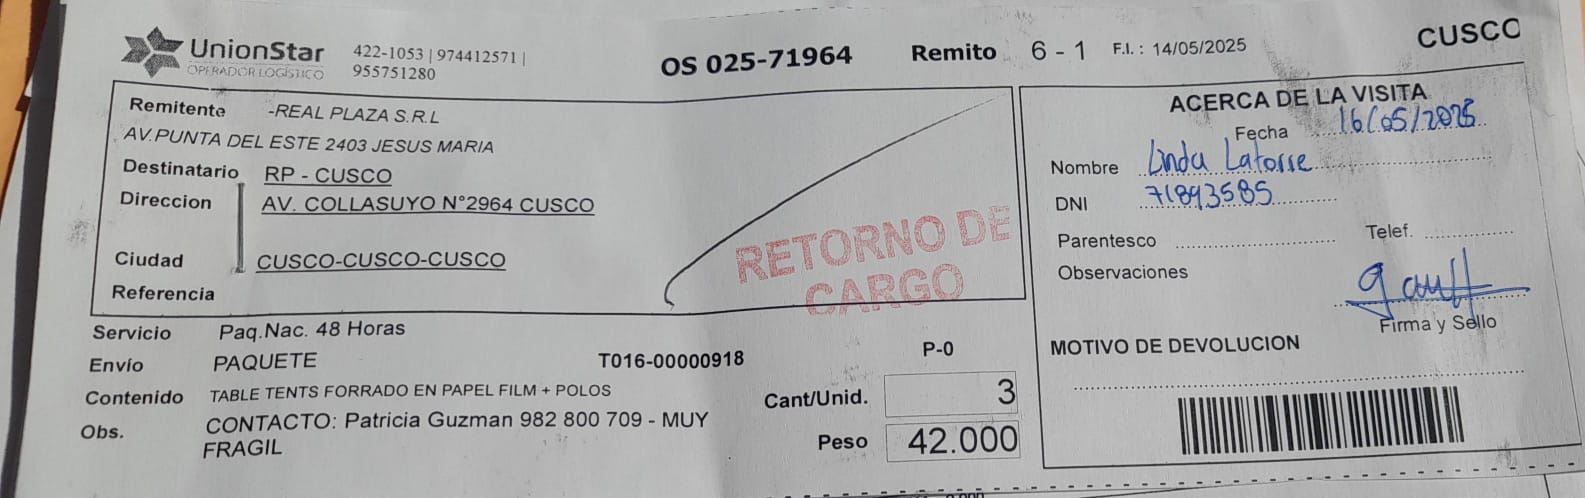 UnionStar
OPERADOR LOGÍSTICO
422-1053 | 974412571 |
955751280
OS 025-71964
Remito 6 - 1 F.I. : 14/05/2025
CUSCO
Remitente -REAL PLAZA S.R.L
AV.PUNTA DEL ESTE 2403 JESUS MARIA
Destinatario RP - CUSCO
Direccion AV. COLLASUYO N°2964 CUSCO
Ciudad CUSCO-CUSCO-CUSCO
Referencia
RETORNO DE
CARGO
Servicio Paq.Nac. 48 Horas
Envío PAQUETE T016-00000918 P-0
Contenido TABLE TENTS FORRADO EN PAPEL FILM + POLOS
Cant/Unid. 3
Obs. CONTACTO: Patricia Guzman 982 800 709 - MUY
FRAGIL
Peso 42.000
ACERCA DE LA VISITA
Fecha 16/05/2025
Nombre Linda Latorre
DNI 71893585
Parentesco Telef.
Observaciones
Firma y Sello
MOTIVO DE DEVOLUCION